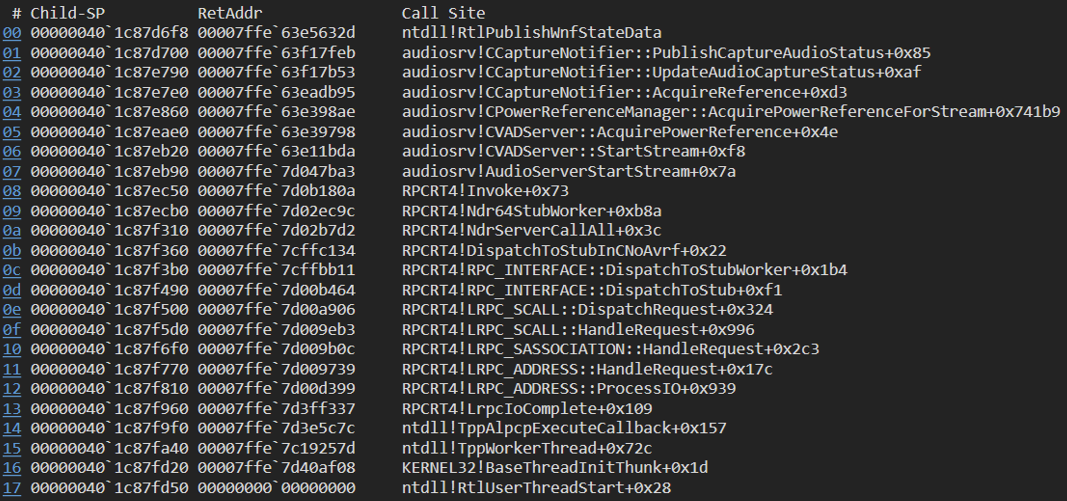 # Child-SP RetAddr Call Site
00 00000040`1c87d6f8 00007ffe`63e5632d ntdll!RtlPublishWnfStateData
01 00000040`1c87d700 00007ffe`63f17feb audiosrv!CCaptureNotifier::PublishCaptureAudioStatus+0x85
02 00000040`1c87e790 00007ffe`63f17b53 audiosrv!CCaptureNotifier::UpdateAudioCaptureStatus+0xaf
03 00000040`1c87e7e0 00007ffe`63eadb95 audiosrv!CCaptureNotifier::AcquireReference+0xd3
04 00000040`1c87e860 00007ffe`63e398ae audiosrv!CPowerReferenceManager::AcquirePowerReferenceForStream+0x741b9
05 00000040`1c87eae0 00007ffe`63e39798 audiosrv!CVADServer::AcquirePowerReference+0x4e
06 00000040`1c87eb20 00007ffe`63e11bda audiosrv!CVADServer::StartStream+0xf8
07 00000040`1c87eb90 00007ffe`7d047ba3 audiosrv!AudioServerStartStream+0x7a
08 00000040`1c87ec50 00007ffe`7d0b180a RPCRT4!Invoke+0x73
09 00000040`1c87ecb0 00007ffe`7d02ec9c RPCRT4!Ndr64StubWorker+0xb8a
0a 00000040`1c87f310 00007ffe`7d02b7d2 RPCRT4!NdrServerCallAll+0x3c
0b 00000040`1c87f360 00007ffe`7cffc134 RPCRT4!DispatchToStubInCNoAvrf+0x22
0c 00000040`1c87f3b0 00007ffe`7cffbb11 RPCRT4!RPC_INTERFACE::DispatchToStubWorker+0x1b4
0d 00000040`1c87f490 00007ffe`7d00b464 RPCRT4!RPC_INTERFACE::DispatchToStub+0xf1
0e 00000040`1c87f500 00007ffe`7d00a906 RPCRT4!LRPC_SCALL::DispatchRequest+0x324
0f 00000040`1c87f5d0 00007ffe`7d009eb3 RPCRT4!LRPC_SCALL::HandleRequest+0x996
10 00000040`1c87f6f0 00007ffe`7d009b0c RPCRT4!LRPC_SASSOCIATION::HandleRequest+0x2c3
11 00000040`1c87f770 00007ffe`7d009739 RPCRT4!LRPC_ADDRESS::HandleRequest+0x17c
12 00000040`1c87f810 00007ffe`7d00d399 RPCRT4!LRPC_ADDRESS::ProcessIO+0x939
13 00000040`1c87f960 00007ffe`7d3ff337 RPCRT4!LrpcIoComplete+0x109
14 00000040`1c87f9f0 00007ffe`7d3e5c7c ntdll!TppAlpcpExecuteCallback+0x157
15 00000040`1c87fa40 00007ffe`7c19257d ntdll!TppWorkerThread+0x72c
16 00000040`1c87fd20 00007ffe`7d40af08 KERNEL32!BaseThreadInitThunk+0x1d
17 00000040`1c87fd50 00000000`00000000 ntdll!RtlUserThreadStart+0x28